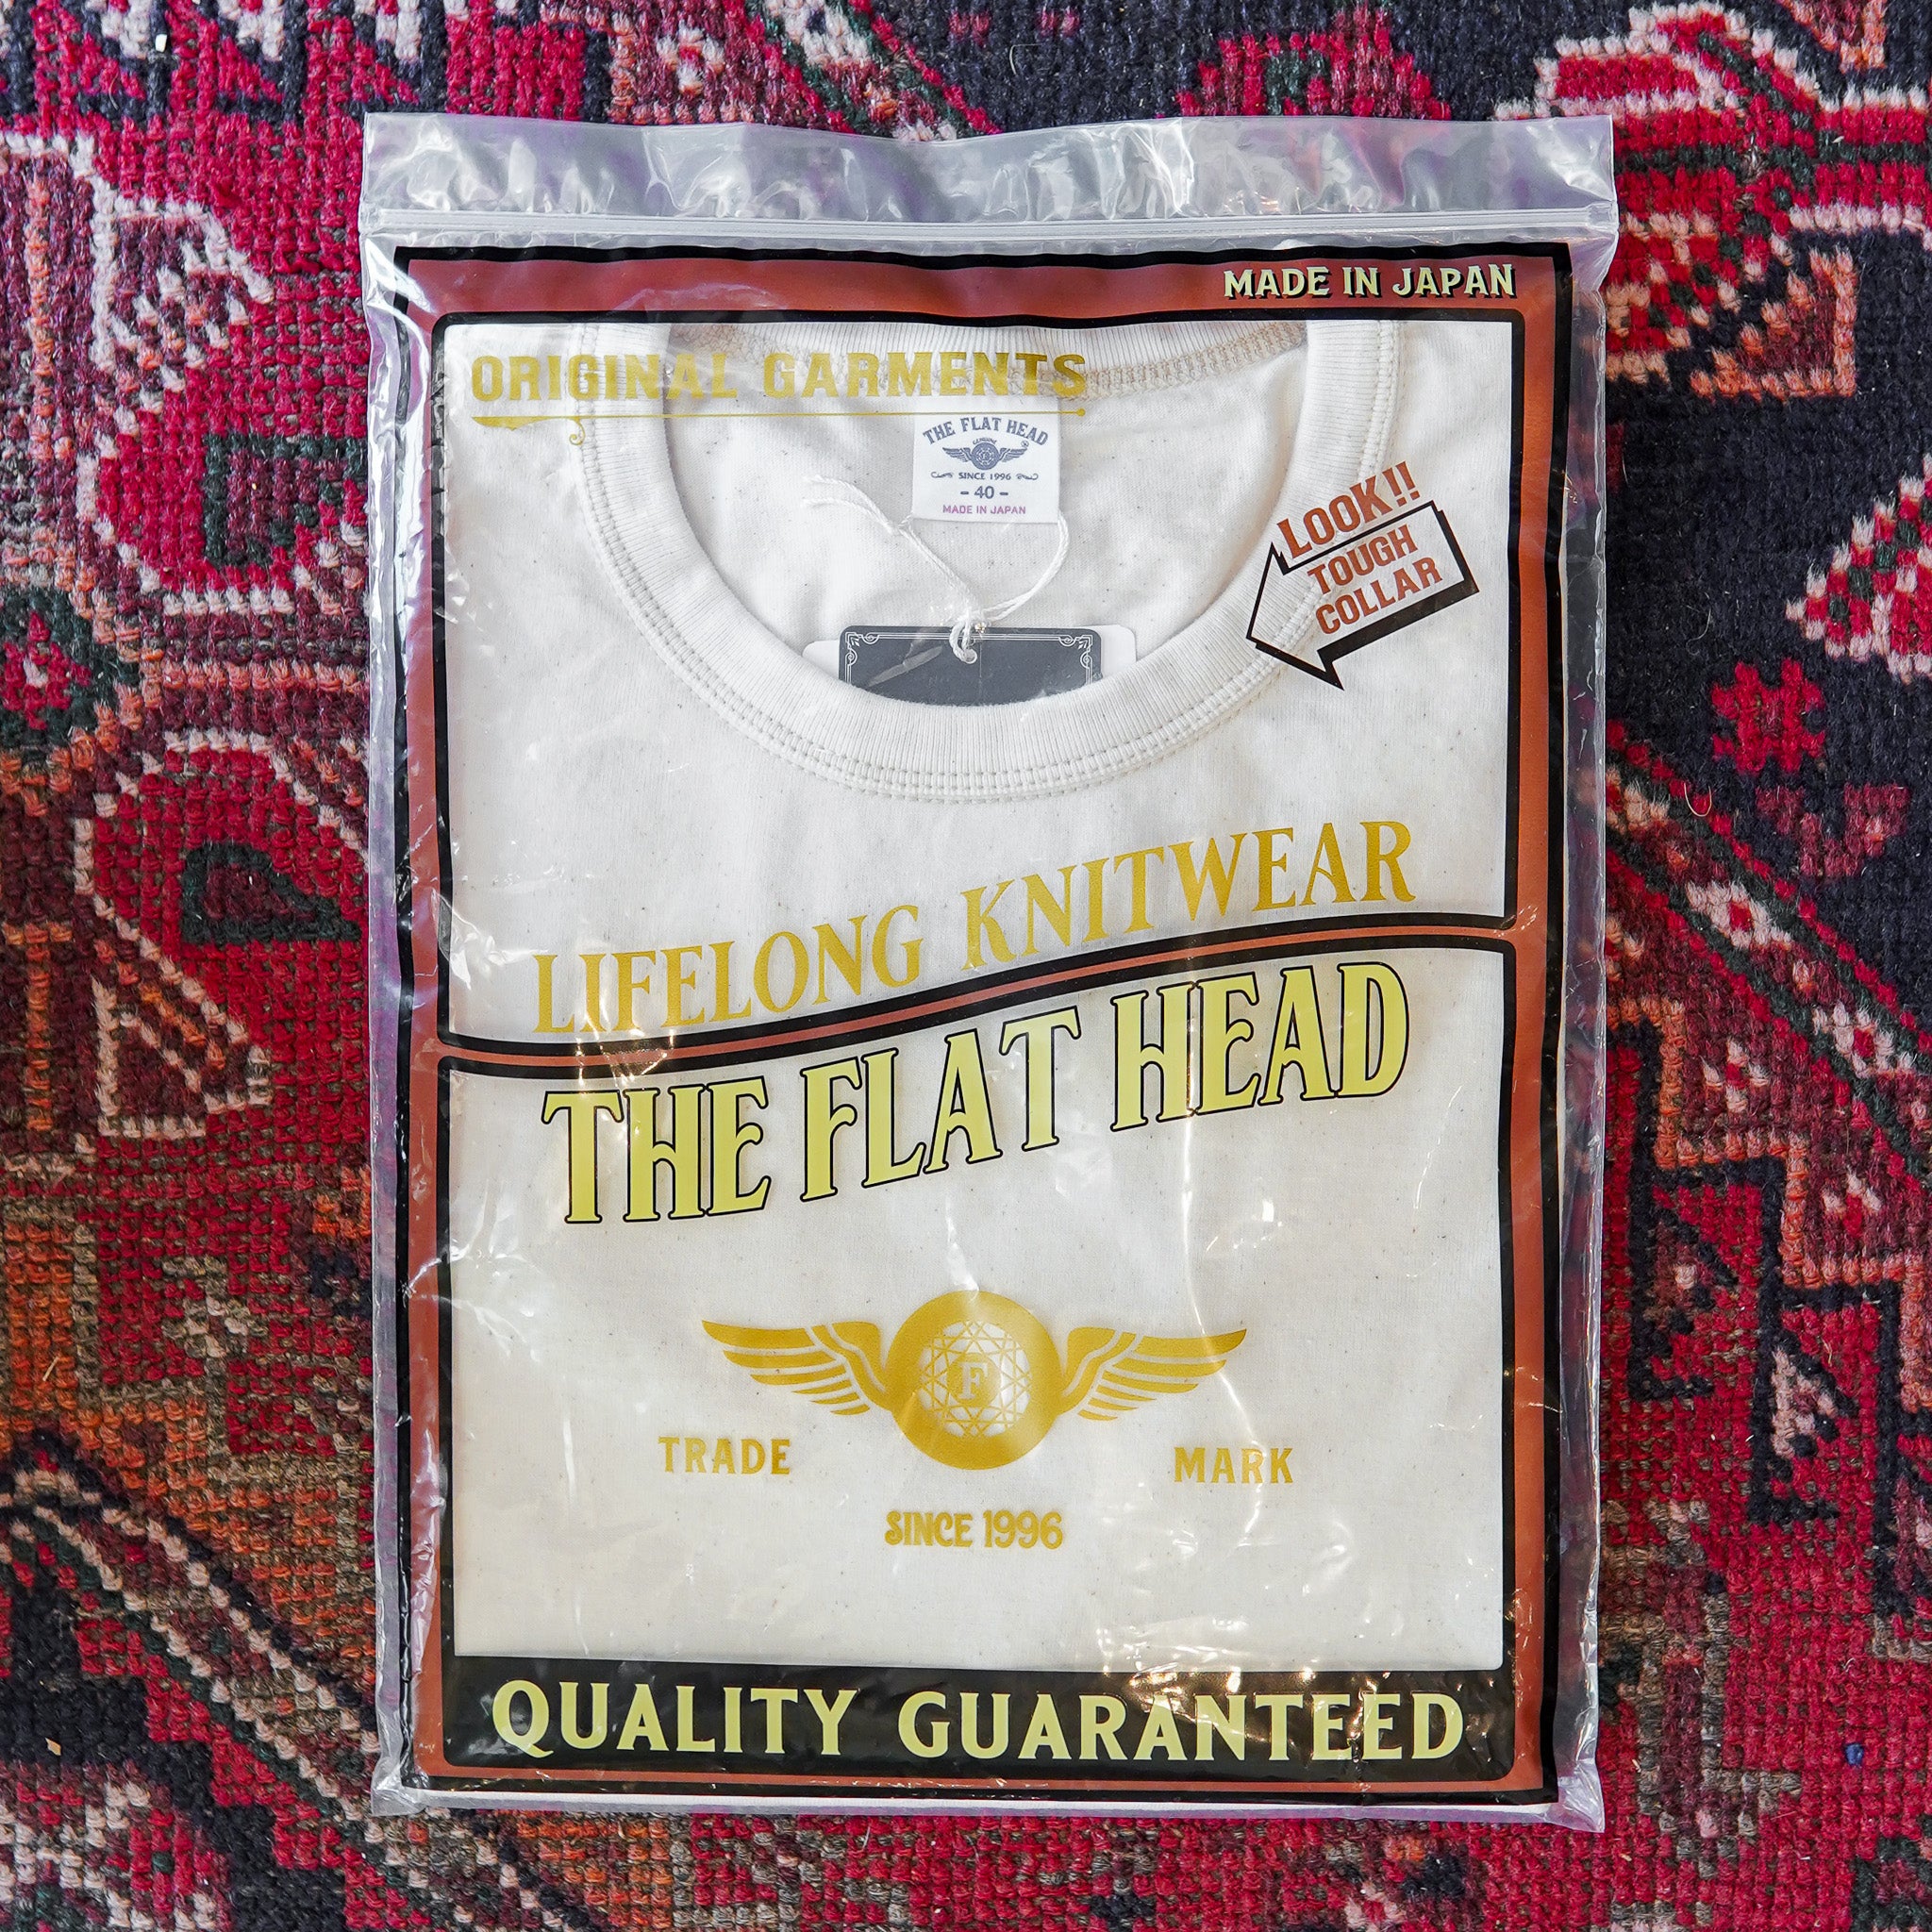 MADE IN JAPAN
ORIGINAL GARMENTS
THE FLAT HEAD
GENUINE
F
®
SINCE 1996
- 40 -
MADE IN JAPAN
LOOK!!
TOUGH
COLLAR
LIFELONG KNITWEAR
THE FLAT HEAD
F
TRADE MARK
SINCE 1996
QUALITY GUARANTEED